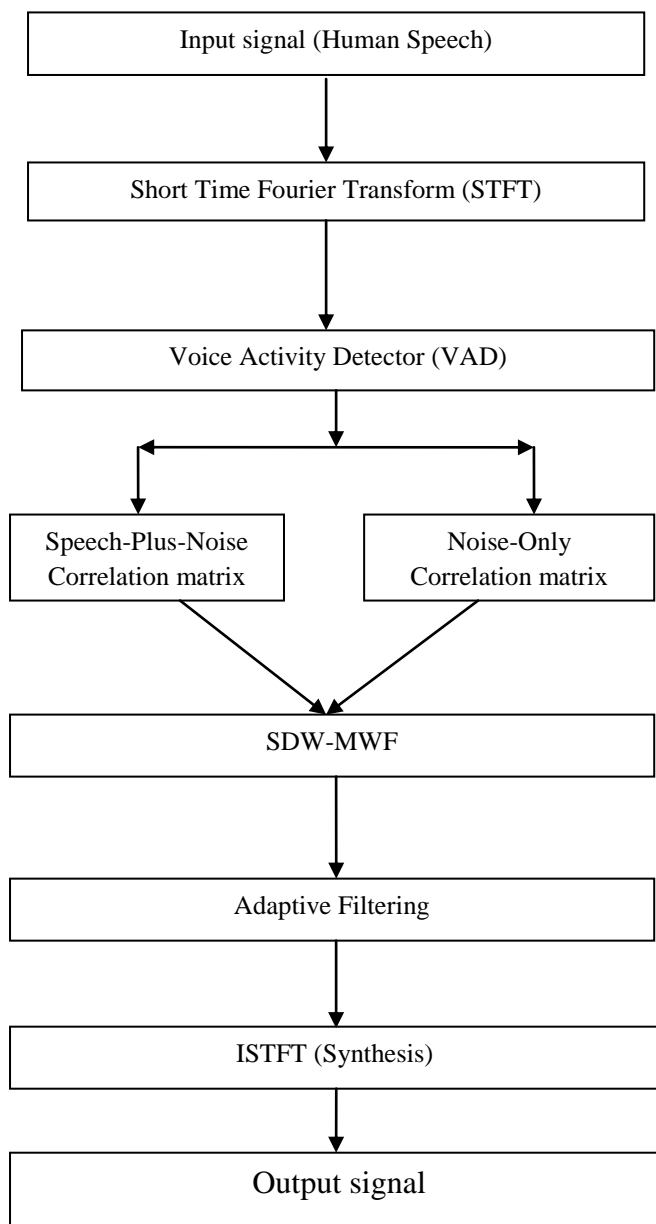 Input signal (Human Speech)
Short Time Fourier Transform (STFT)
Voice Activity Detector (VAD)
Speech-Plus-Noise
Correlation matrix
Noise-Only
Correlation matrix
SDW-MWF
Adaptive Filtering
ISTFT (Synthesis)
Output signal